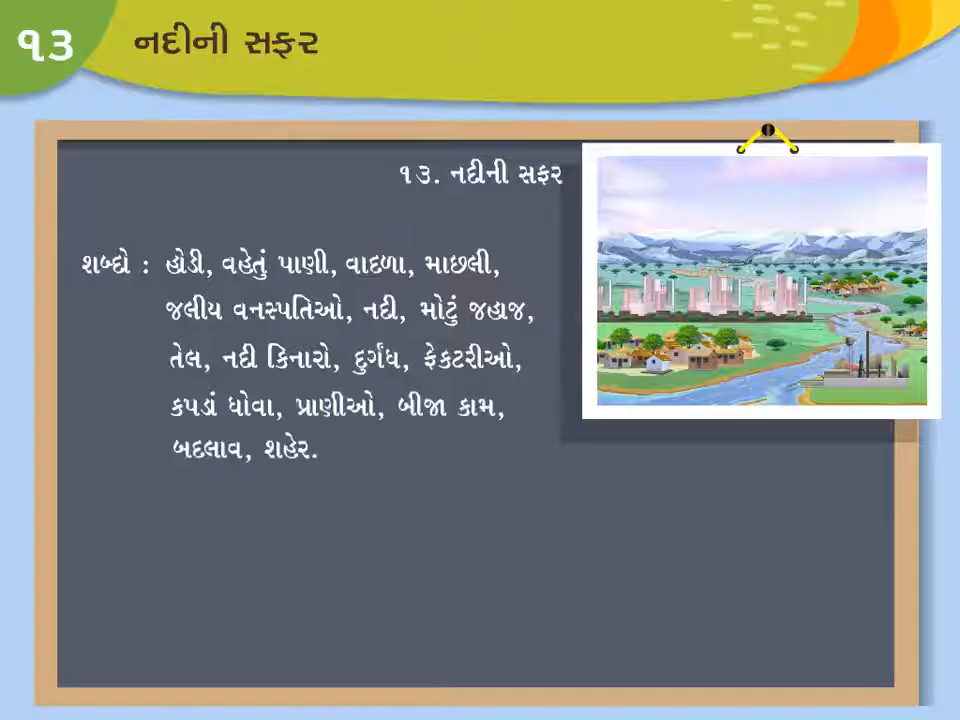 ૧૩ નદીની સફર
૧૩. નદીની સફર
શબ્દો : હોડી, વહેતું પાણી, વાદળા, માછલી,
જલીય વનસ્પતિઓ, નદી, મોટું જહાજ,
તેલ, નદી કિનારો, દુર્ગંધ, ફેકટરીઓ,
કપડાં ધોવા, પ્રાણીઓ, બીજા કામ,
બદલાવ, શહેર.